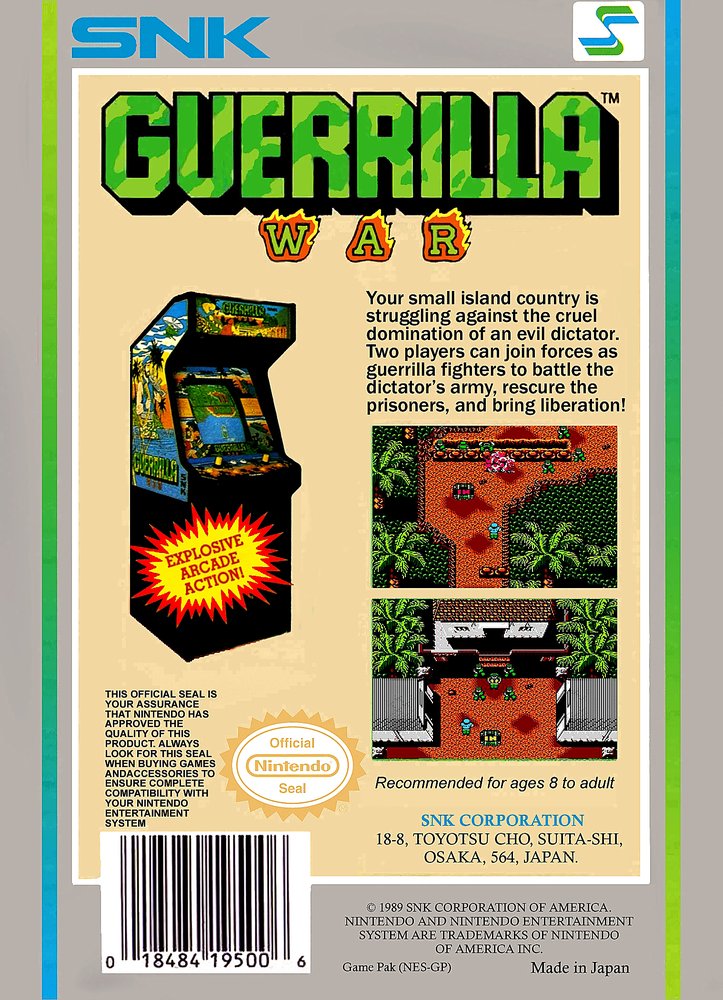 SNK
GUERRILLA™
WAR
Your small island country is
struggling against the cruel
domination of an evil dictator.
Two players can join forces as
guerrilla fighters to battle the
dictator's army, rescure the
prisoners, and bring liberation!
GUERRILLA
GUERRILLA
WAR
SNK
EXPLOSIVE
ARCADE
ACTION!
THIS OFFICIAL SEAL IS
YOUR ASSURANCE
THAT NINTENDO HAS
APPROVED THE
QUALITY OF THIS
PRODUCT. ALWAYS
LOOK FOR THIS SEAL
WHEN BUYING GAMES
ANDACCESSORIES TO
ENSURE COMPLETE
COMPATIBILITY WITH
YOUR NINTENDO
ENTERTAINMENT
SYSTEM
Official
Nintendo
Seal
®
Recommended for ages 8 to adult
SNK CORPORATION
18-8, TOYOTSU CHO, SUITA-SHI,
OSAKA, 564, JAPAN.
0 18484 19500 6
© 1989 SNK CORPORATION OF AMERICA.
NINTENDO AND NINTENDO ENTERTAINMENT
SYSTEM ARE TRADEMARKS OF NINTENDO
OF AMERICA INC.
Game Pak (NES-GP) Made in Japan